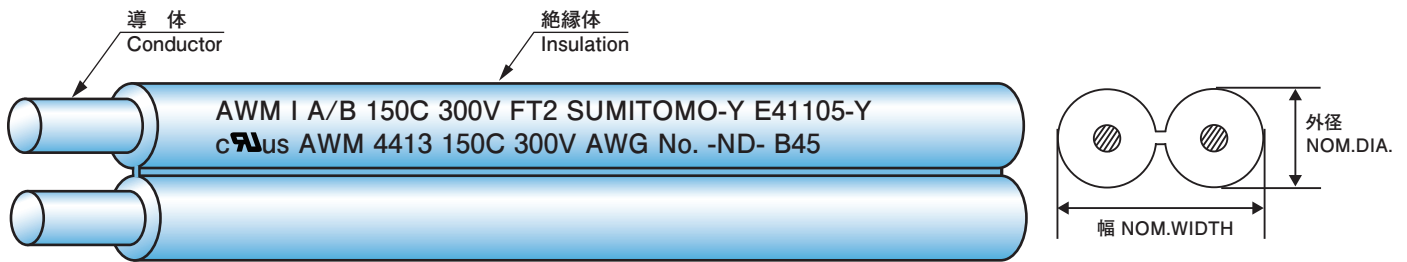 導 体
Conductor
絶縁体
Insulation
AWM I A/B 150C 300V FT2 SUMITOMO-Y E41105-Y
cRUus AWM 4413 150C 300V AWG No. -ND- B45
外径
NOM.DIA.
幅 NOM.WIDTH